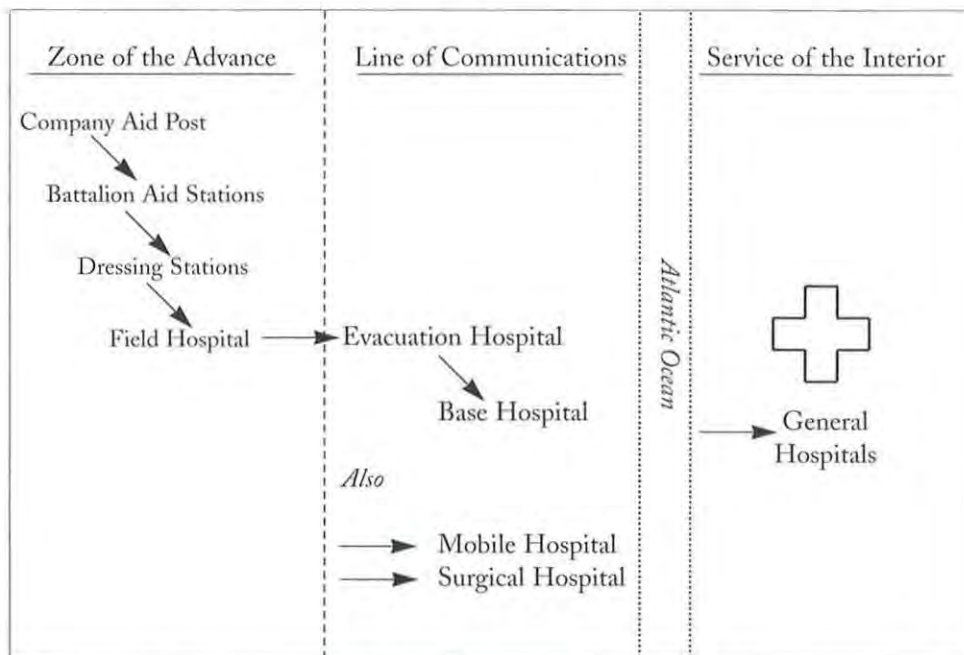 Zone of the Advance
Company Aid Post
Battalion Aid Stations
Dressing Stations
Field Hospital
Line of Communications
Evacuation Hospital
Base Hospital
Also
Mobile Hospital
Surgical Hospital
Atlantic Ocean
Service of the Interior
General
Hospitals